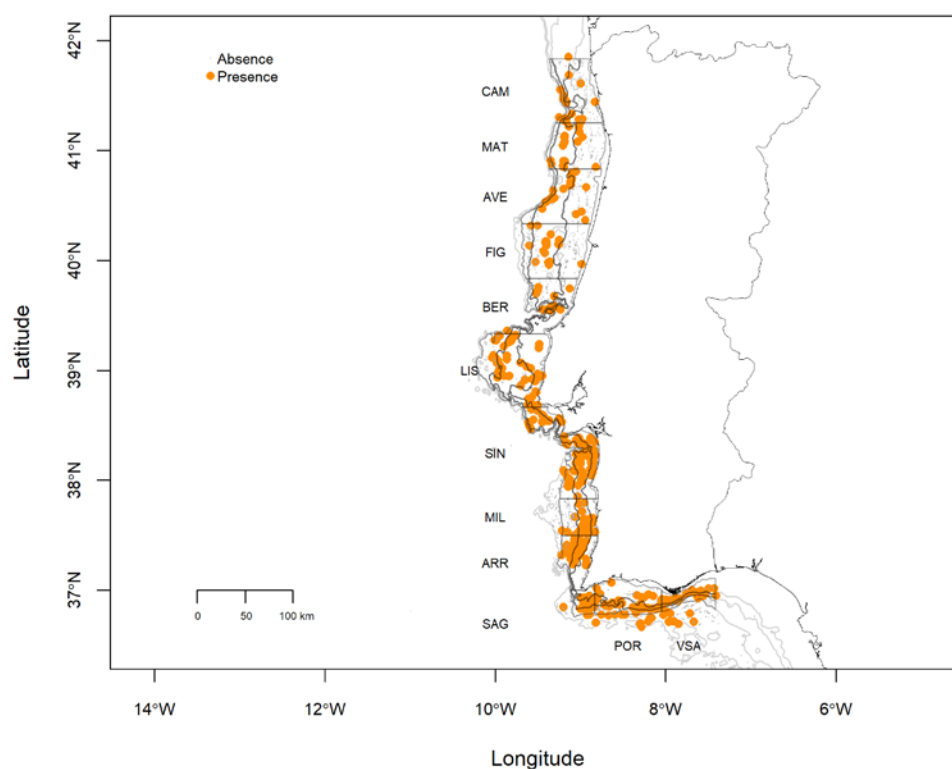 42°N
41°N
40°N
39°N
38°N
37°N
Latitude
Absence
Presence
CAM
MAT
AVE
FIG
BER
LIS
SIN
MIL
ARR
SAG
POR
VSA
0 50 100 km
14°W 12°W 10°W 8°W 6°W
Longitude